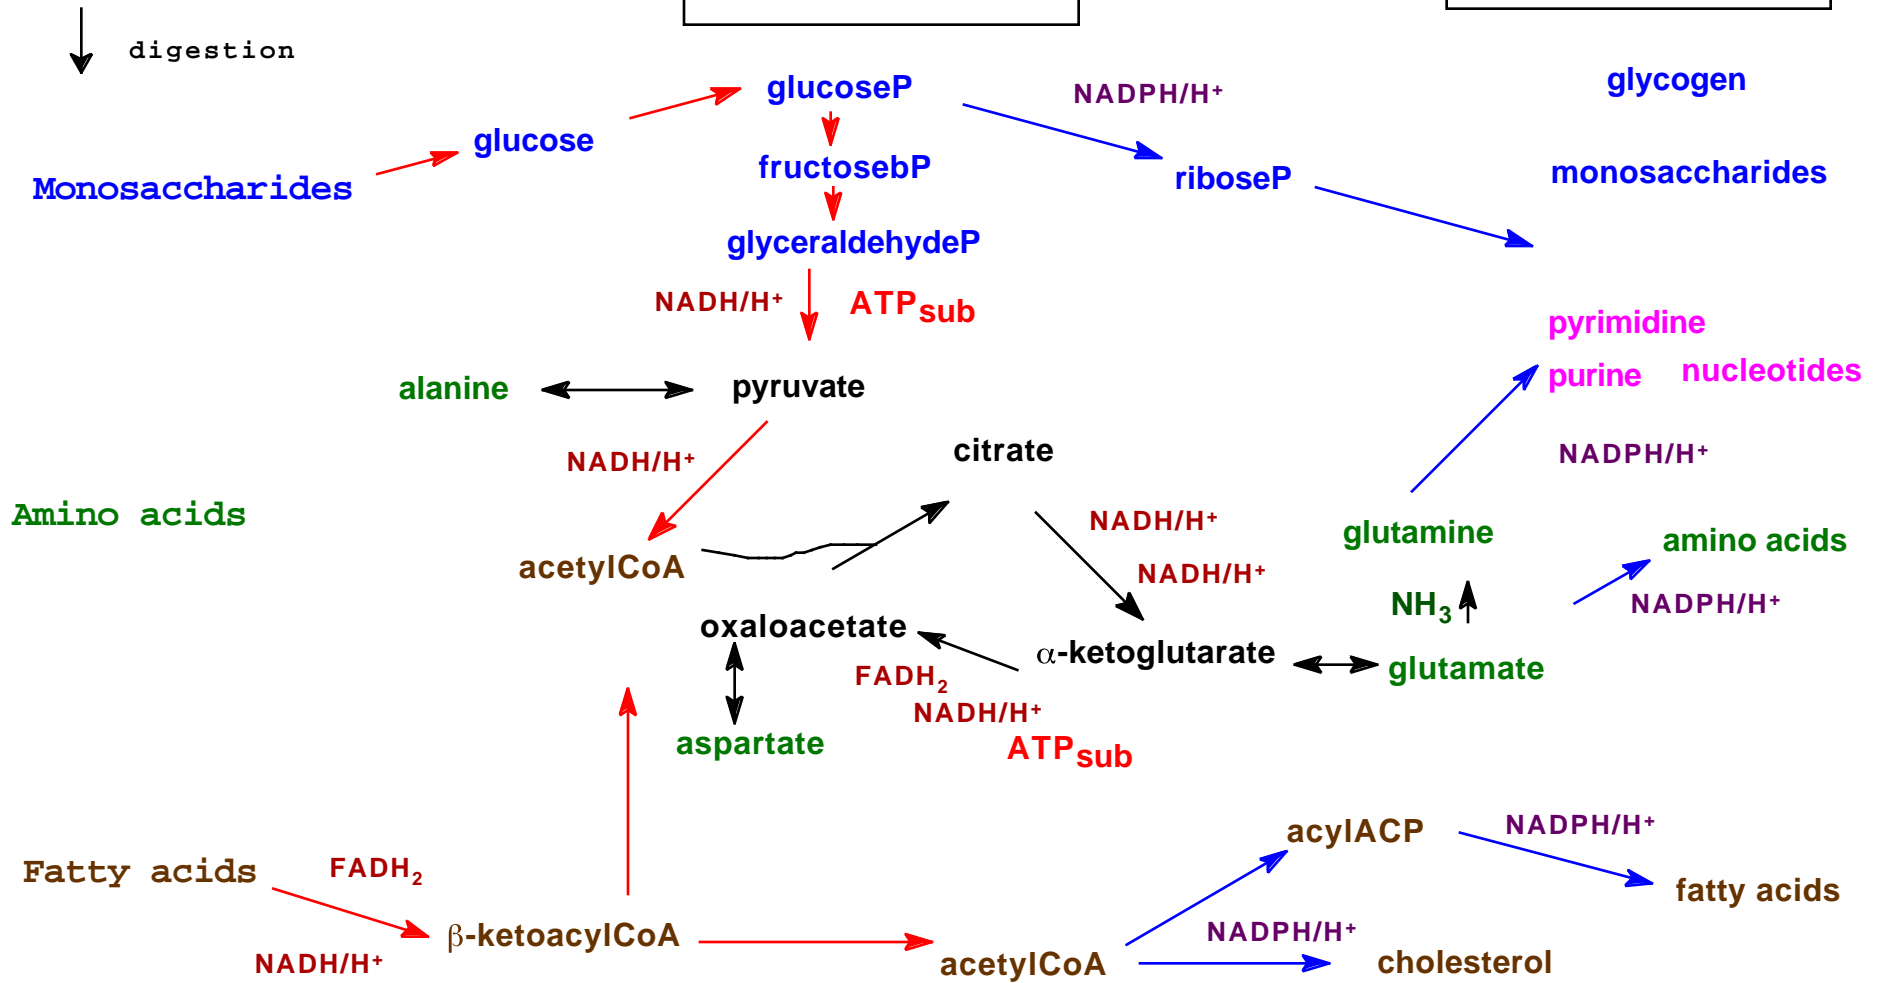 digestion
glucoseP
NADPH/H+
glycogen
glucose
fructosebP
monosaccharides
Monosaccharides
riboseP
glyceraldehydeP
NADH/H+
ATPsub
pyrimidine
purine
nucleotides
alanine
pyruvate
citrate
NADH/H+
NADPH/H+
Amino acids
NADH/H+
glutamine
amino acids
acetylCoA
NADH/H+
NH3
NADPH/H+
oxaloacetate
α-ketoglutarate
glutamate
FADH2
NADH/H+
aspartate
ATPsub
acylACP
NADPH/H+
Fatty acids
FADH2
fatty acids
β-ketoacylCoA
NADPH/H+
NADH/H+
acetylCoA
cholesterol